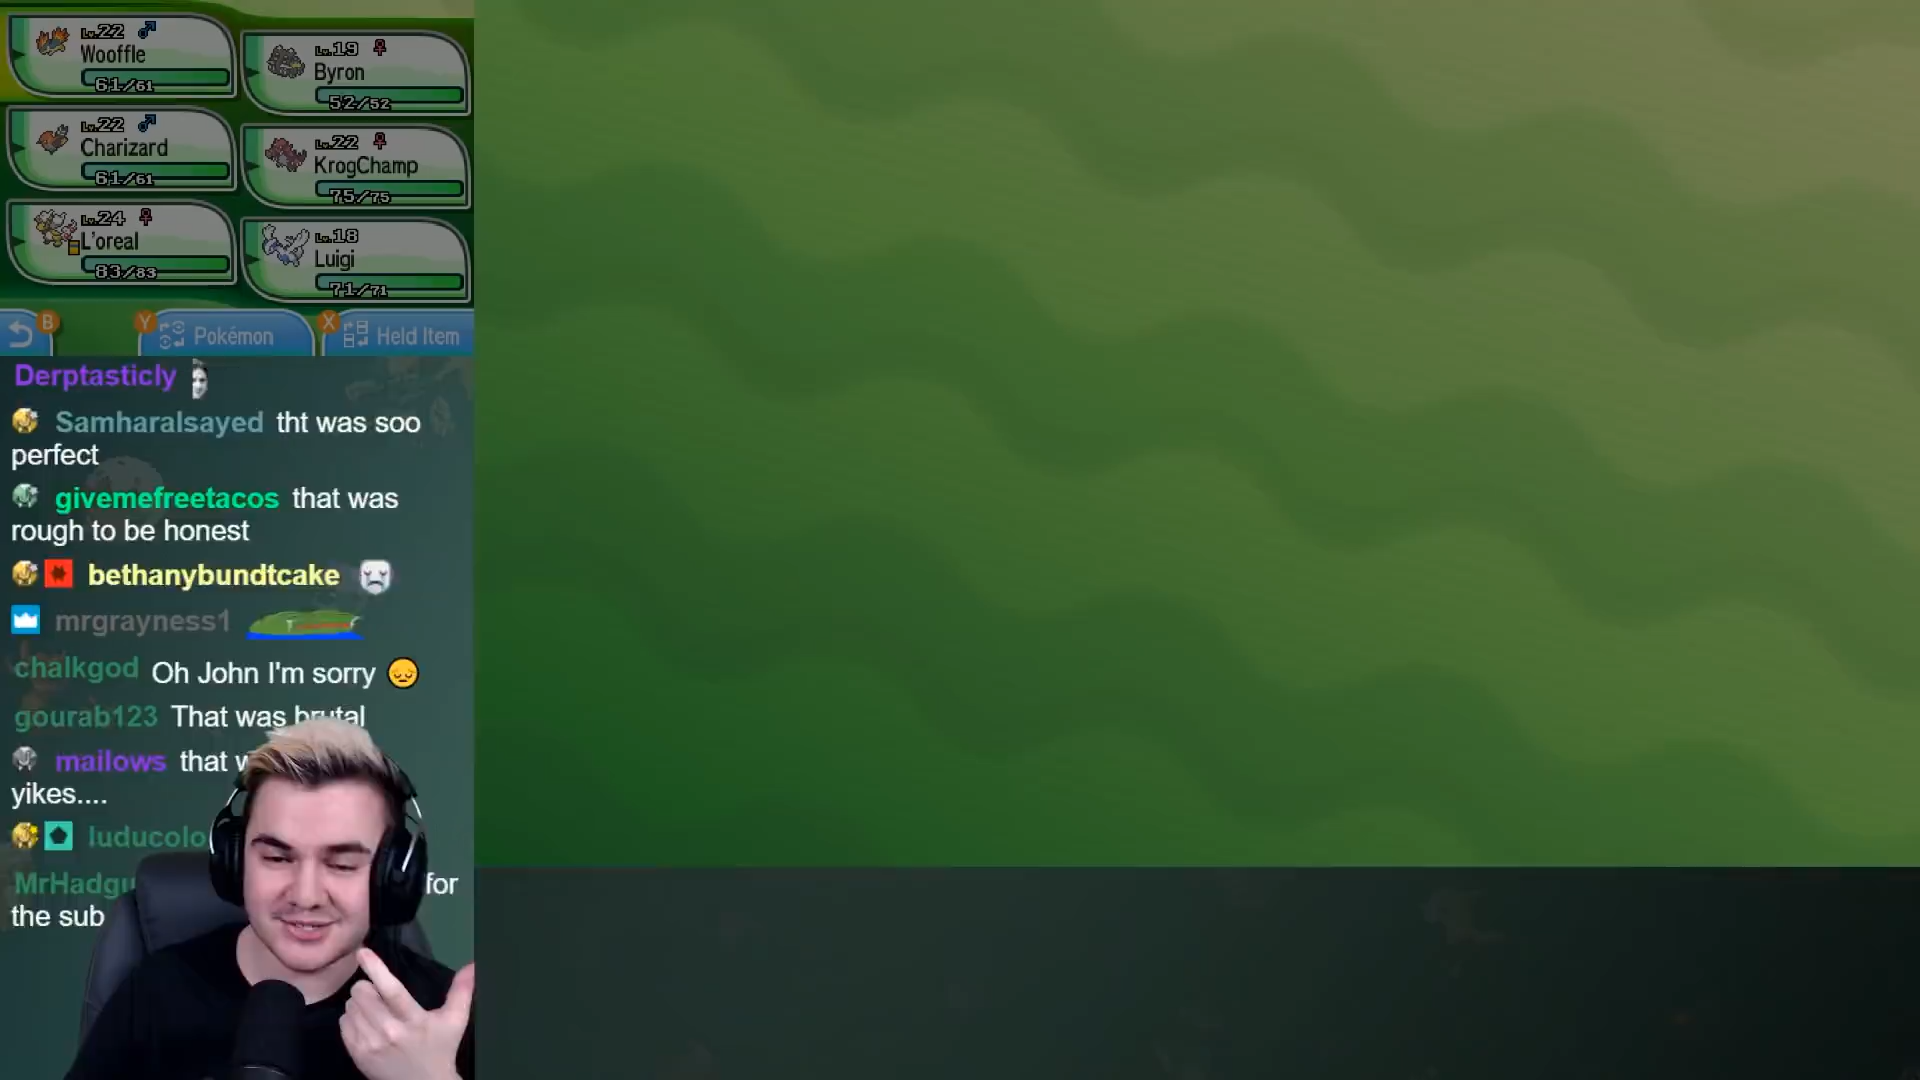 Lv.22 ♂
Wooffle
61/61
Lv.19 ♀
Byron
52/52
Lv.22 ♂
Charizard
61/61
Lv.22 ♀
KrogChamp
75/75
Lv.24 ♀
L'oreal
83/83
Lv.18
Luigi
71/71
B
Y Pokémon
X Held Item
Derptasticly
Samharalsayed tht was soo
perfect
givemefreetacos that was
rough to be honest
bethanybundtcake
mrgrayness1
chalkgod Oh John I'm sorry 😔
gourab123 That was brutal
mailows that
yikes....
for
the sub